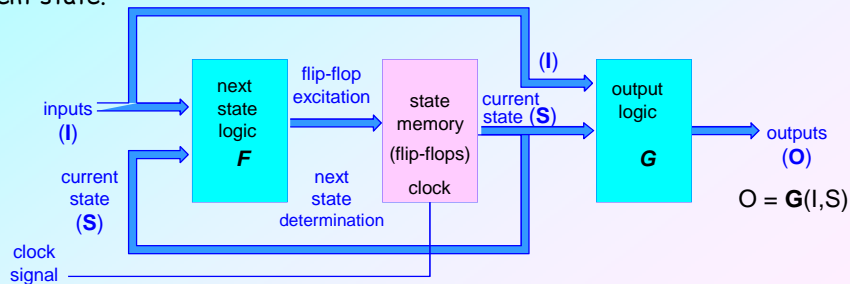 state.
inputs
(I)
current
state
(S)
clock
signal
next
state
logic
F
flip-flop
excitation
next
state
determination
state
memory
(flip-flops)
clock
(I)
current
state (S)
output
logic
G
outputs
(O)
O = G(I,S)